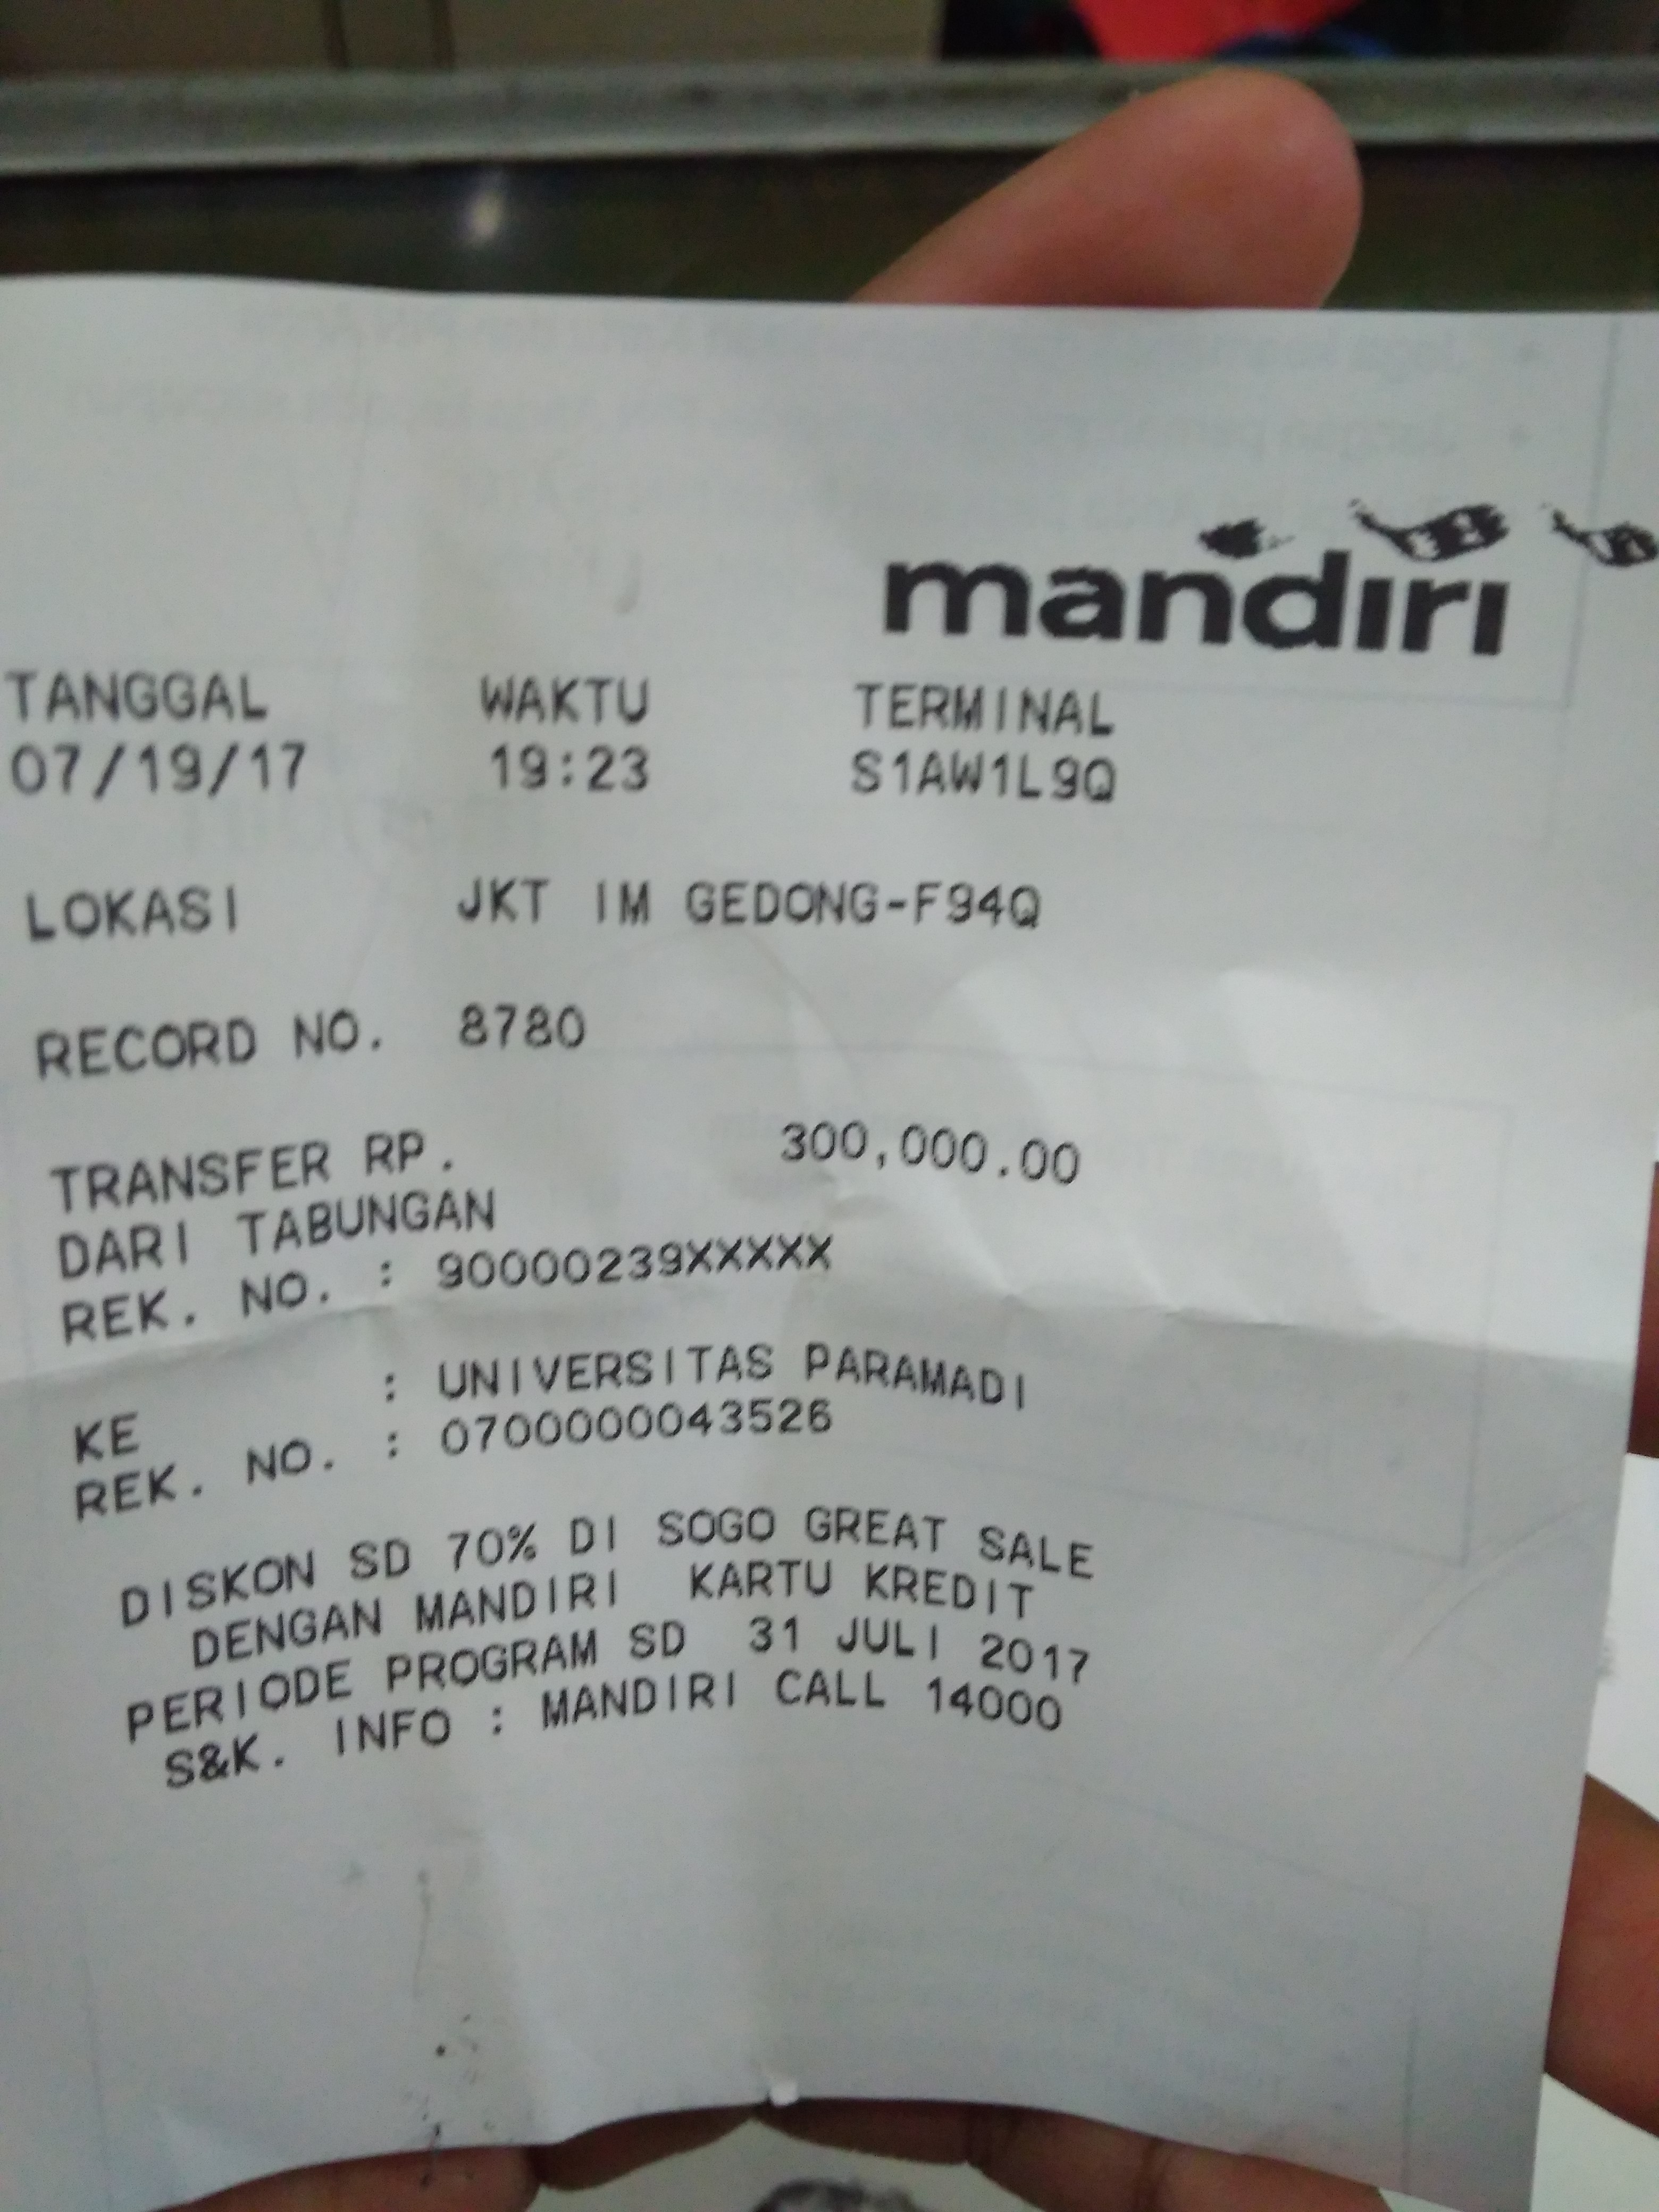 mandiri
TANGGAL WAKTU TERMINAL
07/19/17 19:23 S1AW1L9Q
LOKASI JKT IM GEDONG-F94Q
RECORD NO. 8780
TRANSFER RP. 300,000.00
DARI TABUNGAN
REK. NO. : 90000239XXXXX
KE : UNIVERSITAS PARAMADI
REK. NO. : 0700000043526
DISKON SD 70% DI SOGO GREAT SALE
DENGAN MANDIRI KARTU KREDIT
PERIODE PROGRAM SD 31 JULI 2017
S&K. INFO : MANDIRI CALL 14000